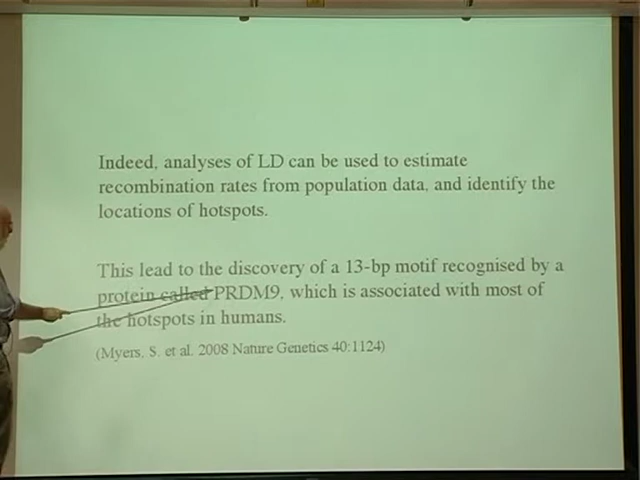 Indeed, analyses of LD can be used to estimate
recombination rates from population data, and identify the
locations of hotspots.
This lead to the discovery of a 13-bp motif recognised by a
protein called PRDM9, which is associated with most of
the hotspots in humans.
(Myers, S. et al. 2008 Nature Genetics 40:1124)